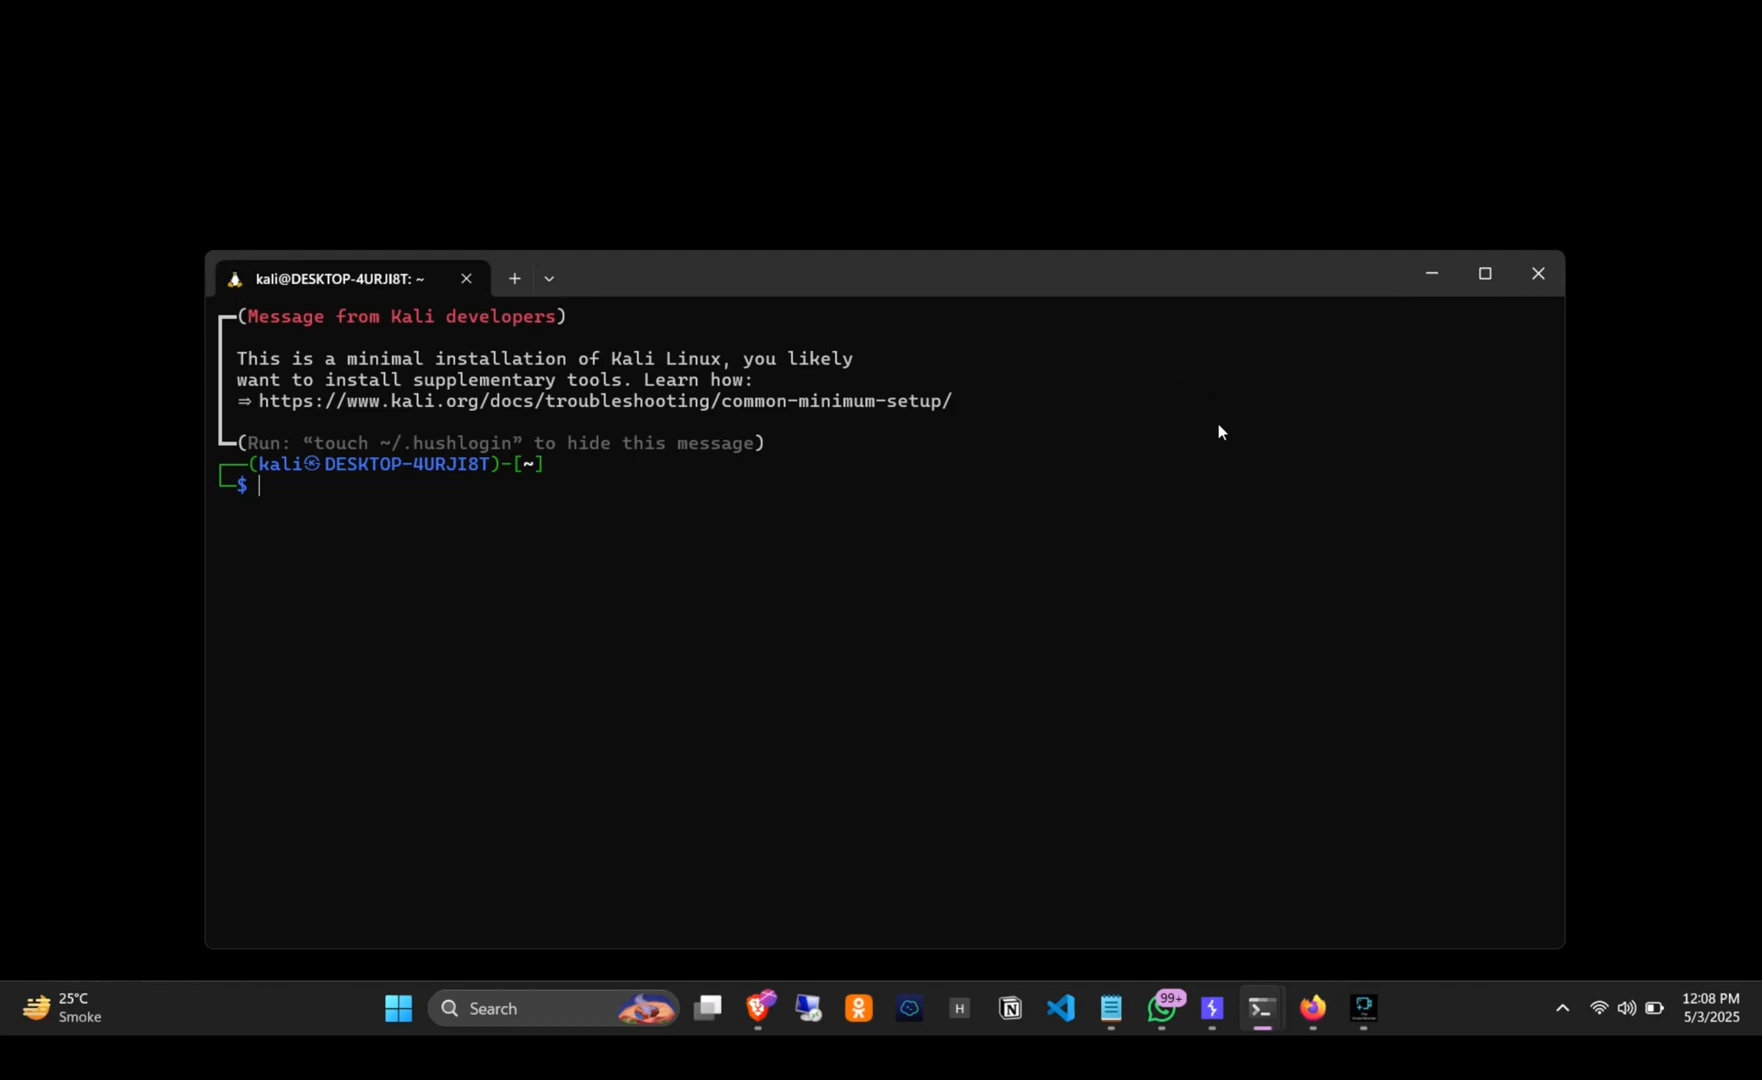 kali@DESKTOP-4URJI8T: ~
(Message from Kali developers)
This is a minimal installation of Kali Linux, you likely
want to install supplementary tools. Learn how:
⇒ https://www.kali.org/docs/troubleshooting/common-minimum-setup/
(Run: “touch ~/.hushlogin” to hide this message)
(kali㉿DESKTOP-4URJI8T)-[~]
$
25°C
Smoke
Search
H
99+
12:08 PM
5/3/2025